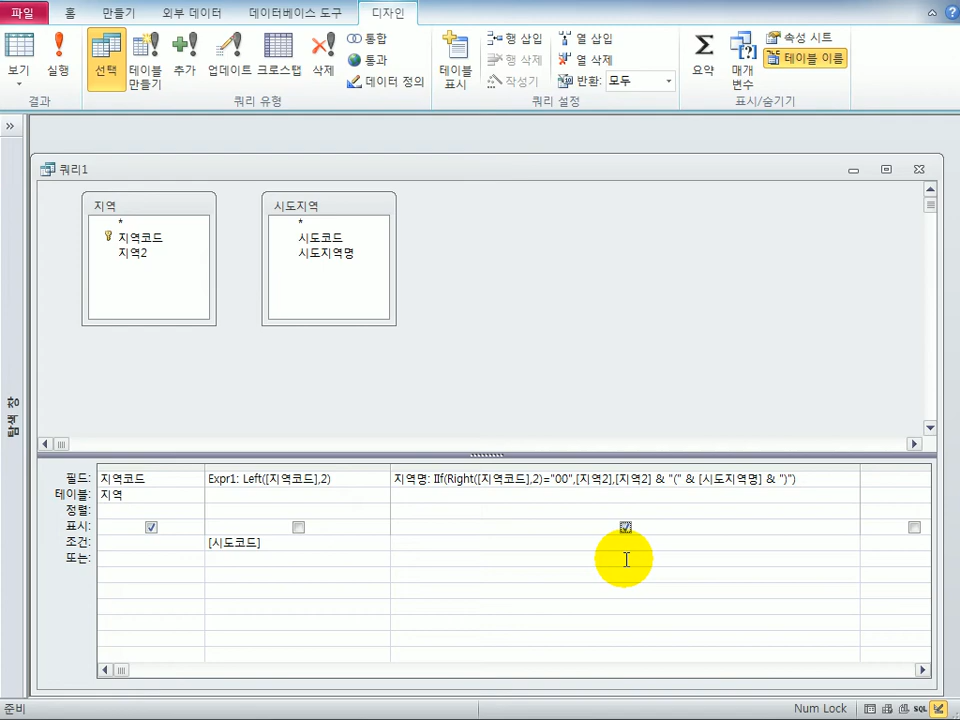 파일 홈 만들기 외부 데이터 데이터베이스 도구 디자인
보기 실행 선택 테이블 만들기 추가 업데이트 크로스탭 삭제 통합 통과 데이터 정의 테이블 표시 행 삽입 행 삭제 작성기 열 삽입 열 삭제 반환: 모두 요약 매개 변수 속성 시트 테이블 이름
결과 쿼리 유형 쿼리 설정 표시/숨기기
»
쿼리1
지역 시도지역
* *
지역코드 시도코드
지역2 시도지역명
탐색 창
필드: 지역코드 Expr1: Left([지역코드],2) 지역명: IIf(Right([지역코드],2)="00",[지역2],[지역2] & "(" & [시도지역명] & ")")
테이블: 지역
정렬:
표시:
조건: [시도코드]
또는:
준비 Num Lock SQL